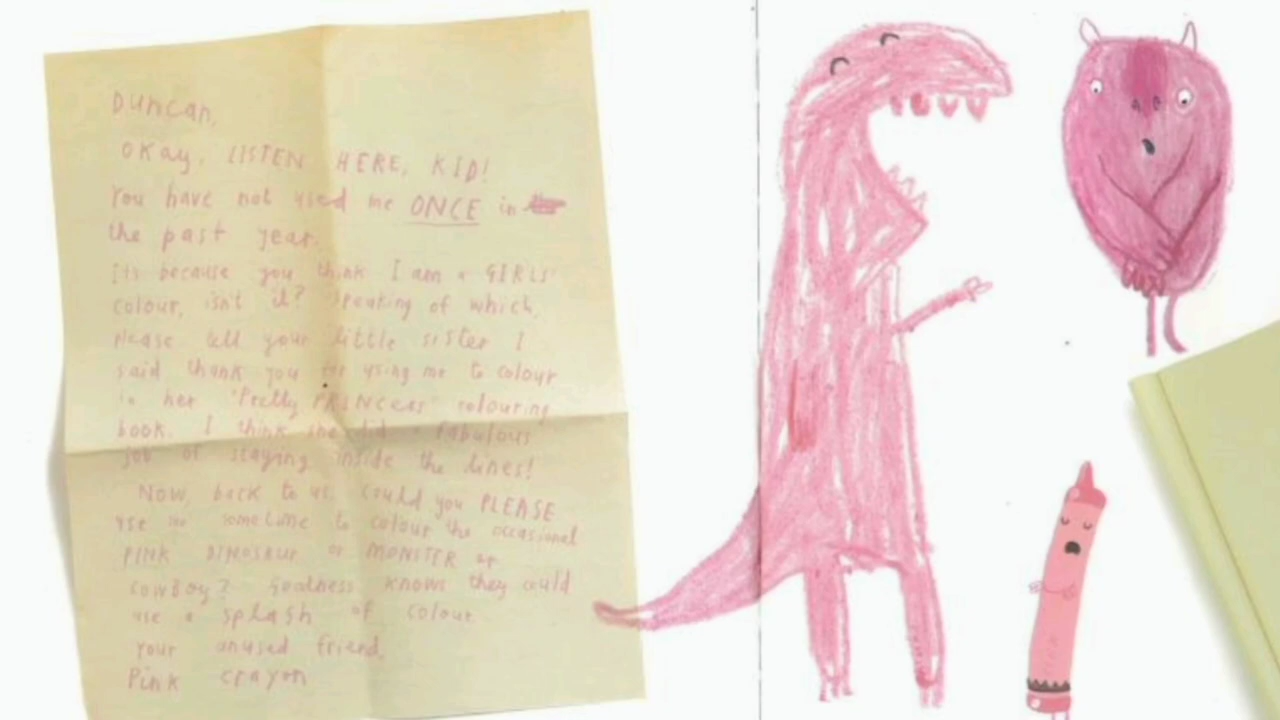 Duncan,
Okay, LISTEN HERE, KID!
You have not used me ONCE in
the past year.
Its because you think I am a GIRLS'
colour, isn't it? Speaking of which,
please tell your little sister I
said thank you for using me to colour
in her "Pretty PRINCESS" colouring
book. I think she did a fabulous
job of staying inside the lines!
Now, back to us. Could you PLEASE
use me sometime to colour the occasional
PINK DINOSAUR or MONSTER or
COWBOY? Goodness knows they could
use a splash of colour.
Your unused friend,
Pink crayon